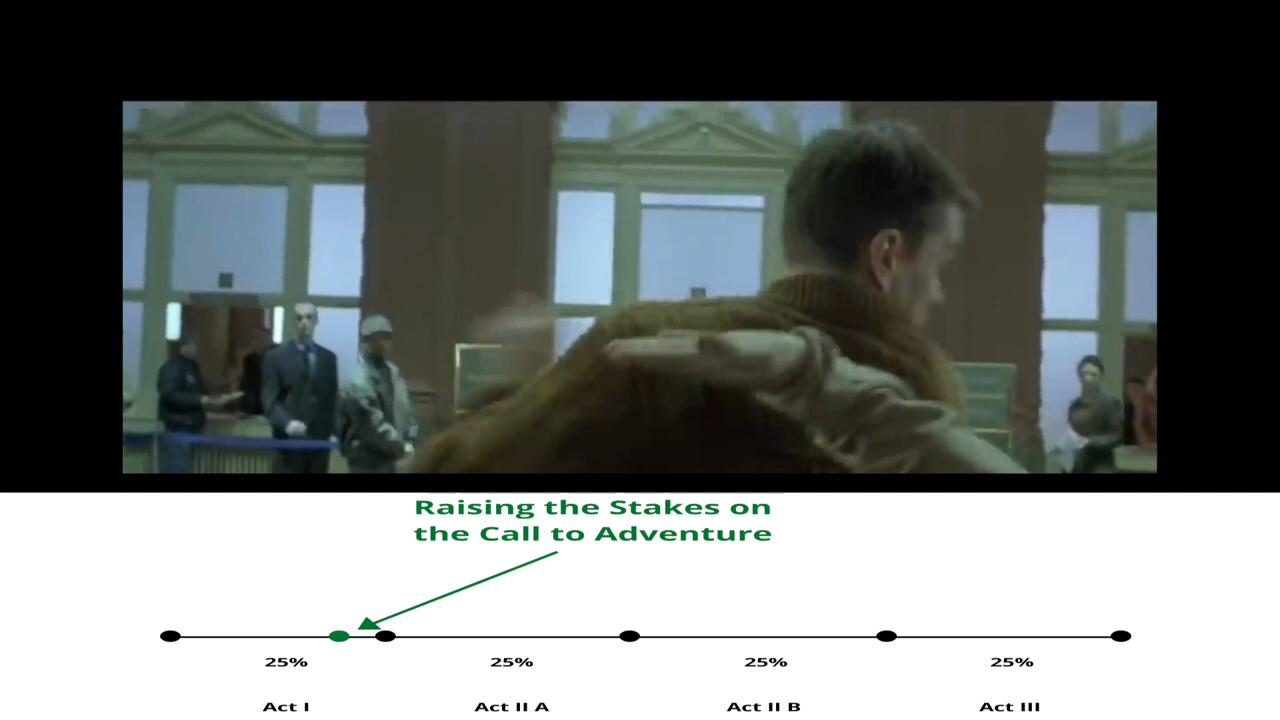 Raising the Stakes on
the Call to Adventure
25% 25% 25% 25%
Act I Act II A Act II B Act III